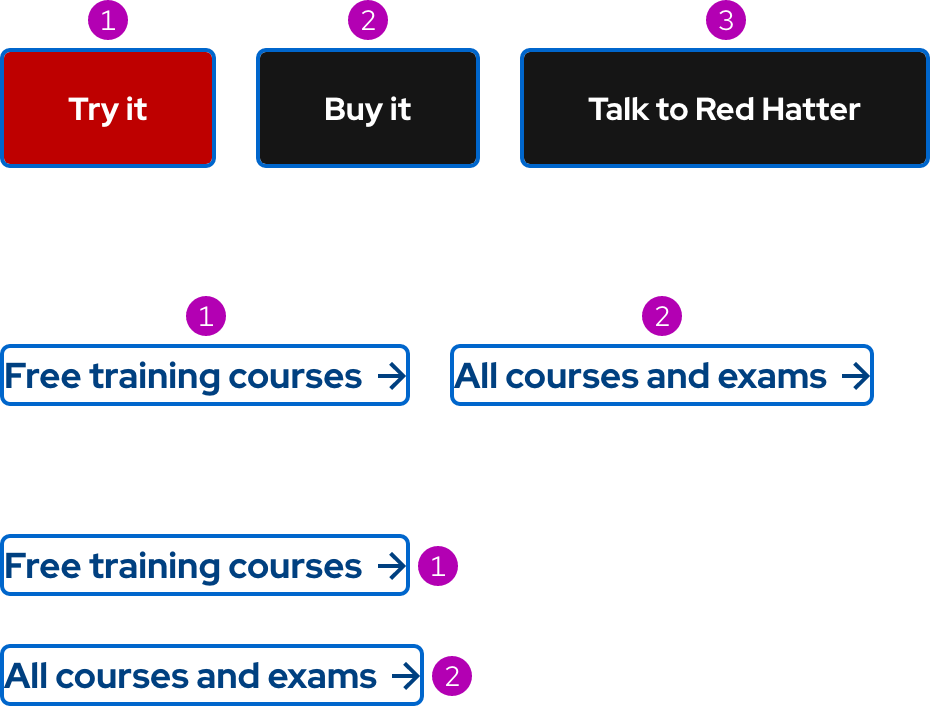 1 2 3
Try it Buy it Talk to Red Hatter
1 2
Free training courses → All courses and exams →
Free training courses → 1
All courses and exams → 2